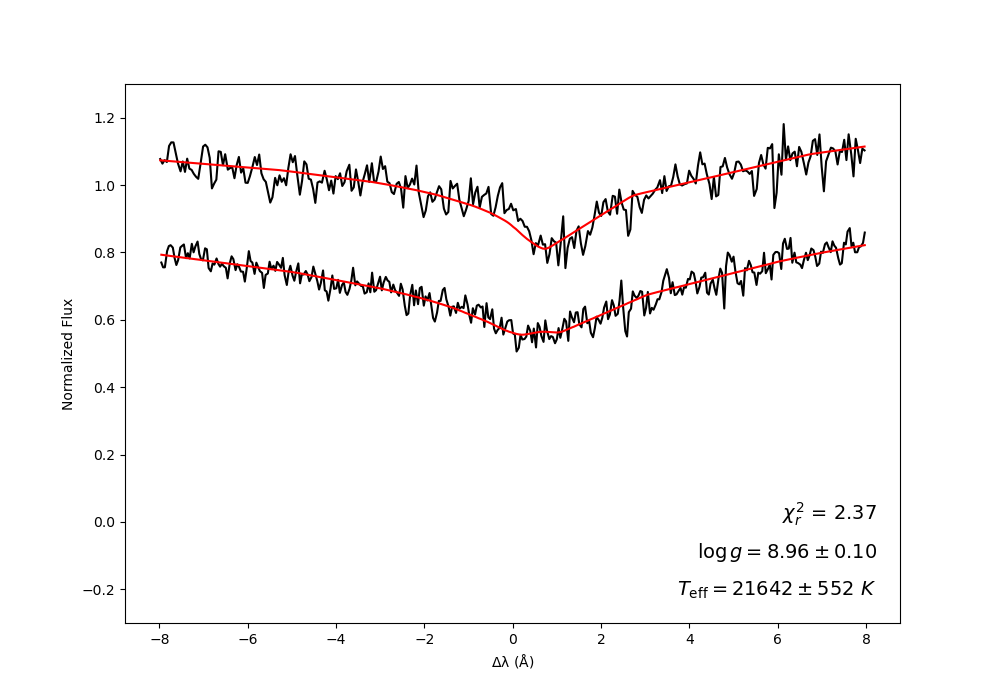 1.2
1.0
0.8
0.6
0.4
0.2
0.0
−0.2
Normalized Flux
χ²ᵣ = 2.37
log g = 8.96 ± 0.10
T_eff = 21642 ± 552 K
−8 −6 −4 −2 0 2 4 6 8
Δλ (Å)